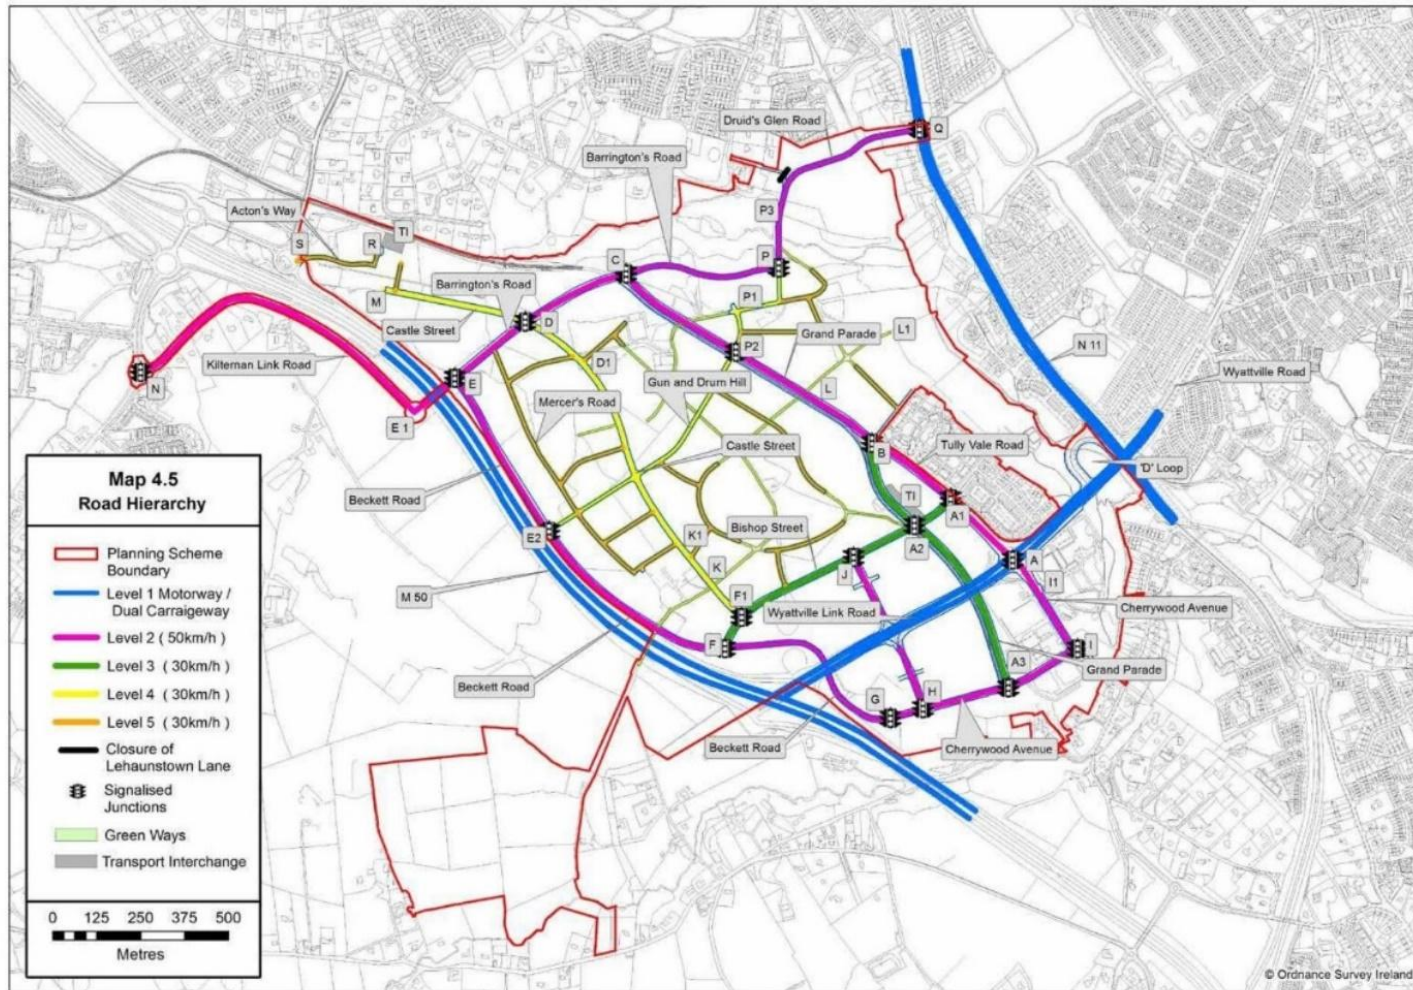 Q
Druid's Glen Road
Barrington's Road
P3
Acton's Way
TI
S
R
C
P
Barrington's Road
M
P1
Castle Street
D
Grand Parade
L1
N 11
P2
D1
Wyattville Road
Kilternan Link Road
Gun and Drum Hill
N
E
L
Mercer's Road
E 1
Castle Street
B
Tully Vale Road
'D' Loop
Map 4.5
Road Hierarchy
Beckett Road
TI
A1
Bishop Street
K1
E2
A2
Planning Scheme
Boundary
A
J
K
I1
Level 1 Motorway /
Dual Carraigeway
M 50
F1
Wyattville Link Road
Cherrywood Avenue
Level 2 ( 50km/h )
F
I
Level 3 ( 30km/h )
A3
Grand Parade
Beckett Road
Level 4 ( 30km/h )
H
G
Level 5 ( 30km/h )
Beckett Road
Cherrywood Avenue
Closure of
Lehaunstown Lane
Signalised
Junctions
Green Ways
Transport Interchange
0 125 250 375 500
Metres
© Ordnance Survey Ireland